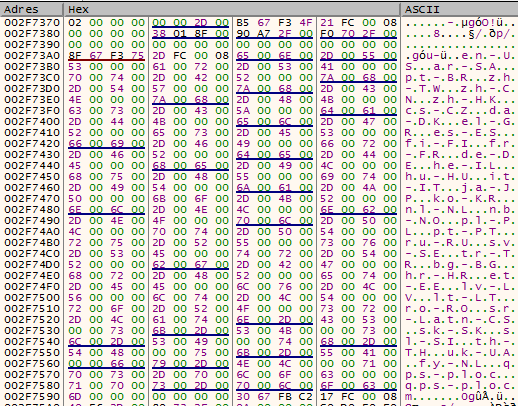 Adres Hex ASCII
002F7370 02 00 00 00 00 00 2D 00 B5 67 F3 4F 21 FC 00 08 ......-.µgóO!ü..
002F7380 00 00 00 00 38 01 8F 00 90 A7 2F 00 F0 70 2F 00 ....8....§/.ðp/.
002F7390 00 00 00 00 00 00 00 00 00 00 00 00 00 00 00 00 ................
002F73A0 8F 67 F3 75 2D FC 00 08 65 00 6E 00 2D 00 55 00 .góu-ü..e.n.-.U.
002F73B0 53 00 00 00 61 00 72 00 2D 00 53 00 41 00 00 00 S...a.r.-.S.A...
002F73C0 70 00 74 00 2D 00 42 00 52 00 00 00 7A 00 68 00 p.t.-.B.R...z.h.
002F73D0 2D 00 54 00 57 00 00 00 7A 00 68 00 2D 00 43 00 -.T.W...z.h.-.C.
002F73E0 4E 00 00 00 7A 00 68 00 2D 00 48 00 4B 00 00 00 N...z.h.-.H.K...
002F73F0 63 00 73 00 2D 00 43 00 5A 00 00 00 64 00 61 00 c.s.-.C.Z...d.a.
002F7400 2D 00 44 00 4B 00 00 00 65 00 6C 00 2D 00 47 00 -.D.K...e.l.-.G.
002F7410 52 00 00 00 65 00 73 00 2D 00 45 00 53 00 00 00 R...e.s.-.E.S...
002F7420 66 00 69 00 2D 00 46 00 49 00 00 00 66 00 72 00 f.i.-.F.I...f.r.
002F7430 2D 00 46 00 52 00 00 00 64 00 65 00 2D 00 44 00 -.F.R...d.e.-.D.
002F7440 45 00 00 00 68 00 65 00 2D 00 49 00 4C 00 00 00 E...h.e.-.I.L...
002F7450 68 00 75 00 2D 00 48 00 55 00 00 00 69 00 74 00 h.u.-.H.U...i.t.
002F7460 2D 00 49 00 54 00 00 00 6A 00 61 00 2D 00 4A 00 -.I.T...j.a.-.J.
002F7470 50 00 00 00 6B 00 6F 00 2D 00 4B 00 52 00 00 00 P...k.o.-.K.R...
002F7480 6E 00 6C 00 2D 00 4E 00 4C 00 00 00 6E 00 62 00 n.l.-.N.L...n.b.
002F7490 2D 00 4E 00 4F 00 00 00 70 00 6C 00 2D 00 50 00 -.N.O...p.l.-.P.
002F74A0 4C 00 00 00 70 00 74 00 2D 00 50 00 54 00 00 00 L...p.t.-.P.T...
002F74B0 72 00 75 00 2D 00 52 00 55 00 00 00 73 00 76 00 r.u.-.R.U...s.v.
002F74C0 2D 00 53 00 45 00 00 00 74 00 72 00 2D 00 54 00 -.S.E...t.r.-.T.
002F74D0 52 00 00 00 62 00 67 00 2D 00 42 00 47 00 00 00 R...b.g.-.B.G...
002F74E0 68 00 72 00 2D 00 48 00 52 00 00 00 65 00 74 00 h.r.-.H.R...e.t.
002F74F0 2D 00 45 00 45 00 00 00 6C 00 76 00 2D 00 4C 00 -.E.E...l.v.-.L.
002F7500 56 00 00 00 6C 00 74 00 2D 00 4C 00 54 00 00 00 V...l.t.-.L.T...
002F7510 72 00 6F 00 2D 00 52 00 4F 00 00 00 73 00 72 00 r.o.-.R.O...s.r.
002F7520 2D 00 4C 00 61 00 74 00 6E 00 2D 00 43 00 53 00 -.L.a.t.n.-.C.S.
002F7530 00 00 73 00 6B 00 2D 00 53 00 4B 00 00 00 73 00 ..s.k.-.S.K...s.
002F7540 6C 00 2D 00 53 00 49 00 00 00 74 00 68 00 2D 00 l.-.S.I...t.h.-.
002F7550 54 00 48 00 00 00 75 00 6B 00 2D 00 55 00 41 00 T.H...u.k.-.U.A.
002F7560 00 00 66 00 79 00 2D 00 4E 00 4C 00 00 00 71 00 ..f.y.-.N.L...q.
002F7570 70 00 73 00 2D 00 70 00 6C 00 6F 00 63 00 00 00 p.s.-.p.l.o.c...
002F7580 71 00 70 00 73 00 2D 00 70 00 6C 00 6F 00 63 00 q.p.s.-.p.l.o.c.
002F7590 6D 00 00 00 00 00 00 00 30 67 FB C2 17 FC 00 08 m.......0gûÂ.ü..